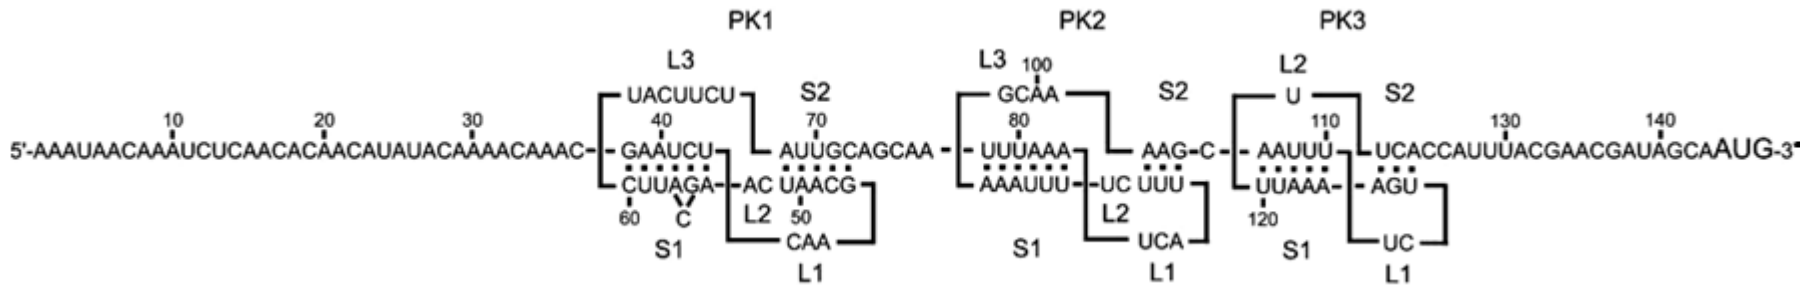 PK1 PK2 PK3
L3 L3 100 L2
UACUUCU S2 GCAA S2 U S2
10 20 30 40 70 80 110 130 140
5'-AAAUAACAAAUCUCAACACAACAUAUACAAAACAAAC-GAAUCU-AUUGCAGCAA-UUUAAA-AAG-C-AAUUU-UCACCAUUUACGAACGAUAGCAAUG-3'
CUUAGA-AC UAACG AAAUUU-UC UUU UUAAA-AGU
60 C L2 50 L2 120
S1 CAA S1 UCA S1 UC
L1 L1 L1